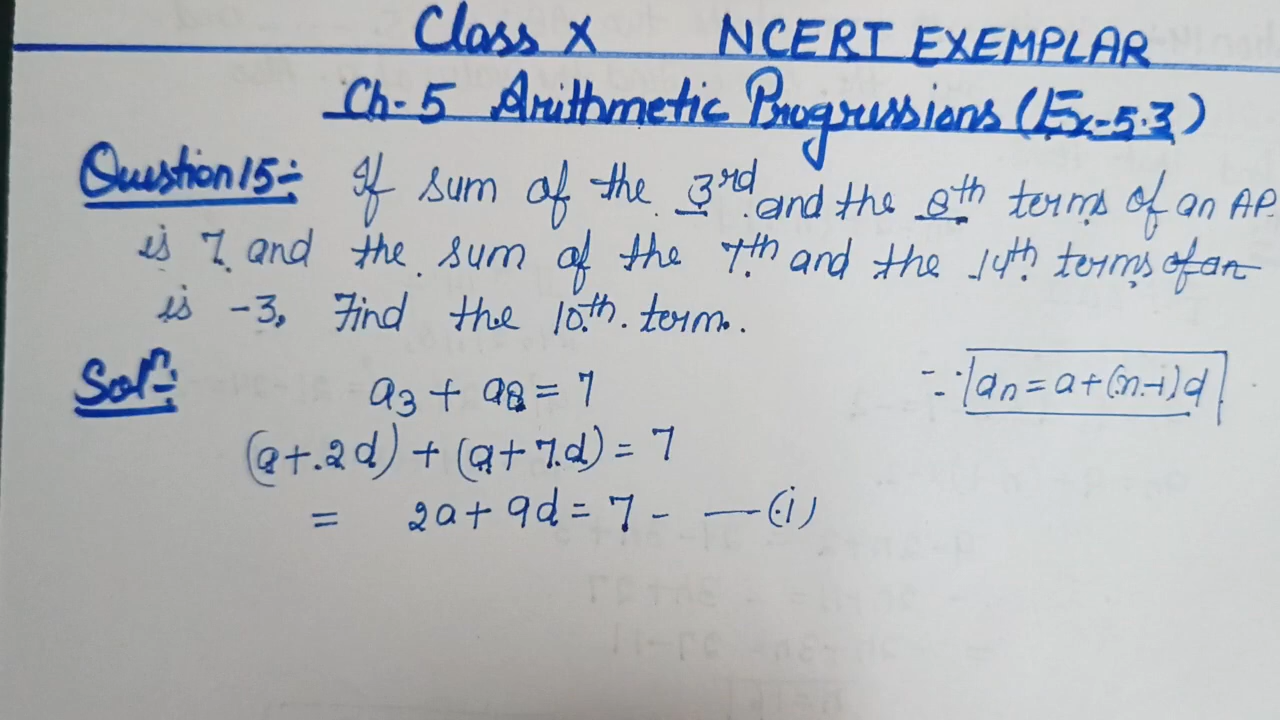 Class X NCERT EXEMPLAR
Ch-5 Arithmetic Progressions (Ex-5.3)
Question 15:- If sum of the 3rd and the 8th terms of an AP.
is 7 and the sum of the 7th and the 14th terms of an
is -3, Find the 10th term.
Solⁿ:- a₃ + a₈ = 7 ∵ aₙ = a + (n-1)d
(a + 2d) + (a + 7d) = 7
= 2a + 9d = 7 - — (i)